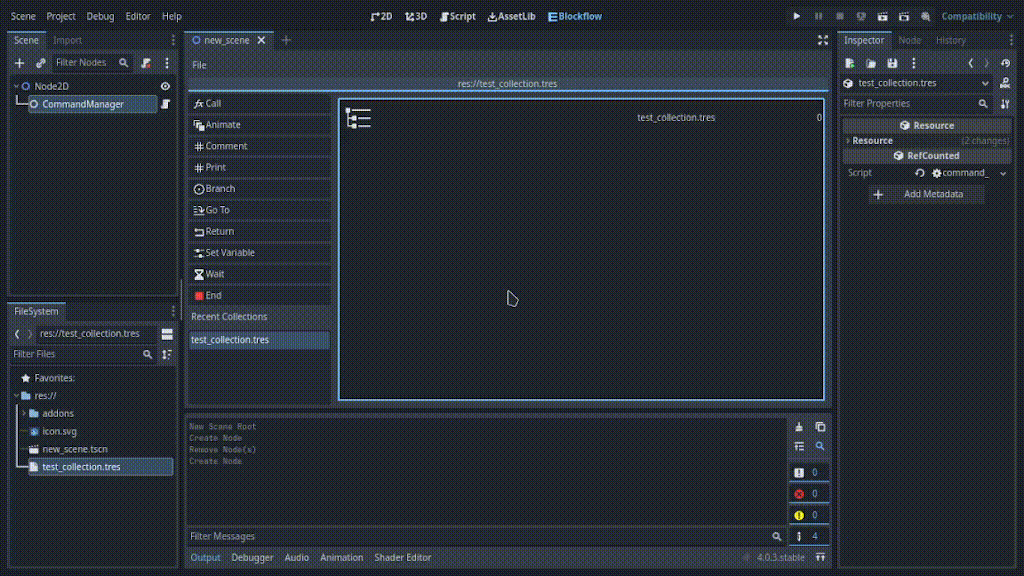 Scene Project Debug Editor Help
2D 3D Script AssetLib Blockflow
Compatibility
Scene Import
Filter Nodes
Node2D
CommandManager
FileSystem
res://test_collection.tres
Filter Files
Favorites:
res://
addons
icon.svg
new_scene.tscn
test_collection.tres
new_scene
File
res://test_collection.tres
Call
Animate
Comment
Print
Branch
Go To
Return
Set Variable
Wait
End
Recent Collections
test_collection.tres
test_collection.tres 0
New Scene Root
Create Node
Remove Node(s)
Create Node
0
0
0
4
Filter Messages
Output Debugger Audio Animation Shader Editor
4.0.3.stable
Inspector Node History
test_collection.tres
Filter Properties
Resource
Resource (2 changes)
RefCounted
Script command_
Add Metadata